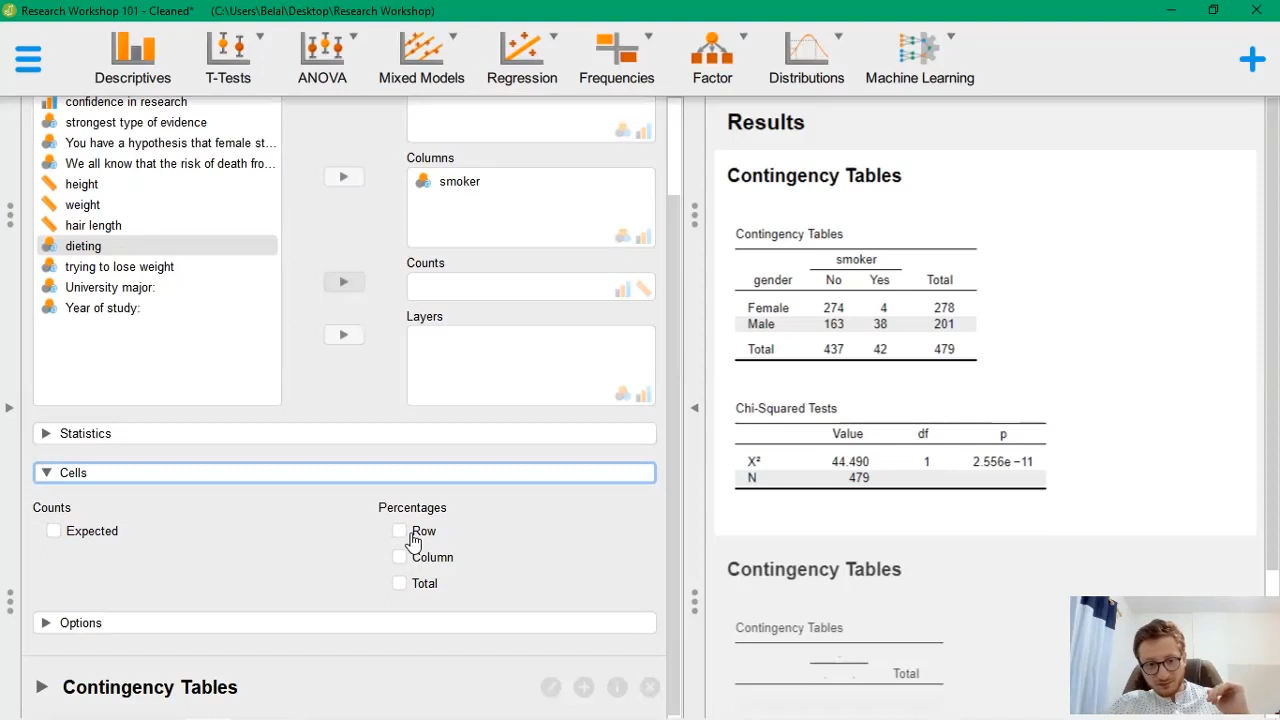 Research Workshop 101 - Cleaned* (C:\Users\Belal\Desktop\Research Workshop)
Descriptives T-Tests ANOVA Mixed Models Regression Frequencies Factor Distributions Machine Learning
confidence in research
strongest type of evidence
You have a hypothesis that female st...
We all know that the risk of death fro...
height
weight
hair length
dieting
trying to lose weight
University major:
Year of study:
Columns
smoker
Counts
Layers
Statistics
Cells
Counts
Expected
Percentages
Row
Column
Total
Options
Contingency Tables
Results
Contingency Tables
Contingency Tables
smoker
gender No Yes Total
Female 274 4 278
Male 163 38 201
Total 437 42 479
Chi-Squared Tests
Value df p
X² 44.490 1 2.556e −11
N 479
Contingency Tables
Contingency Tables
Total